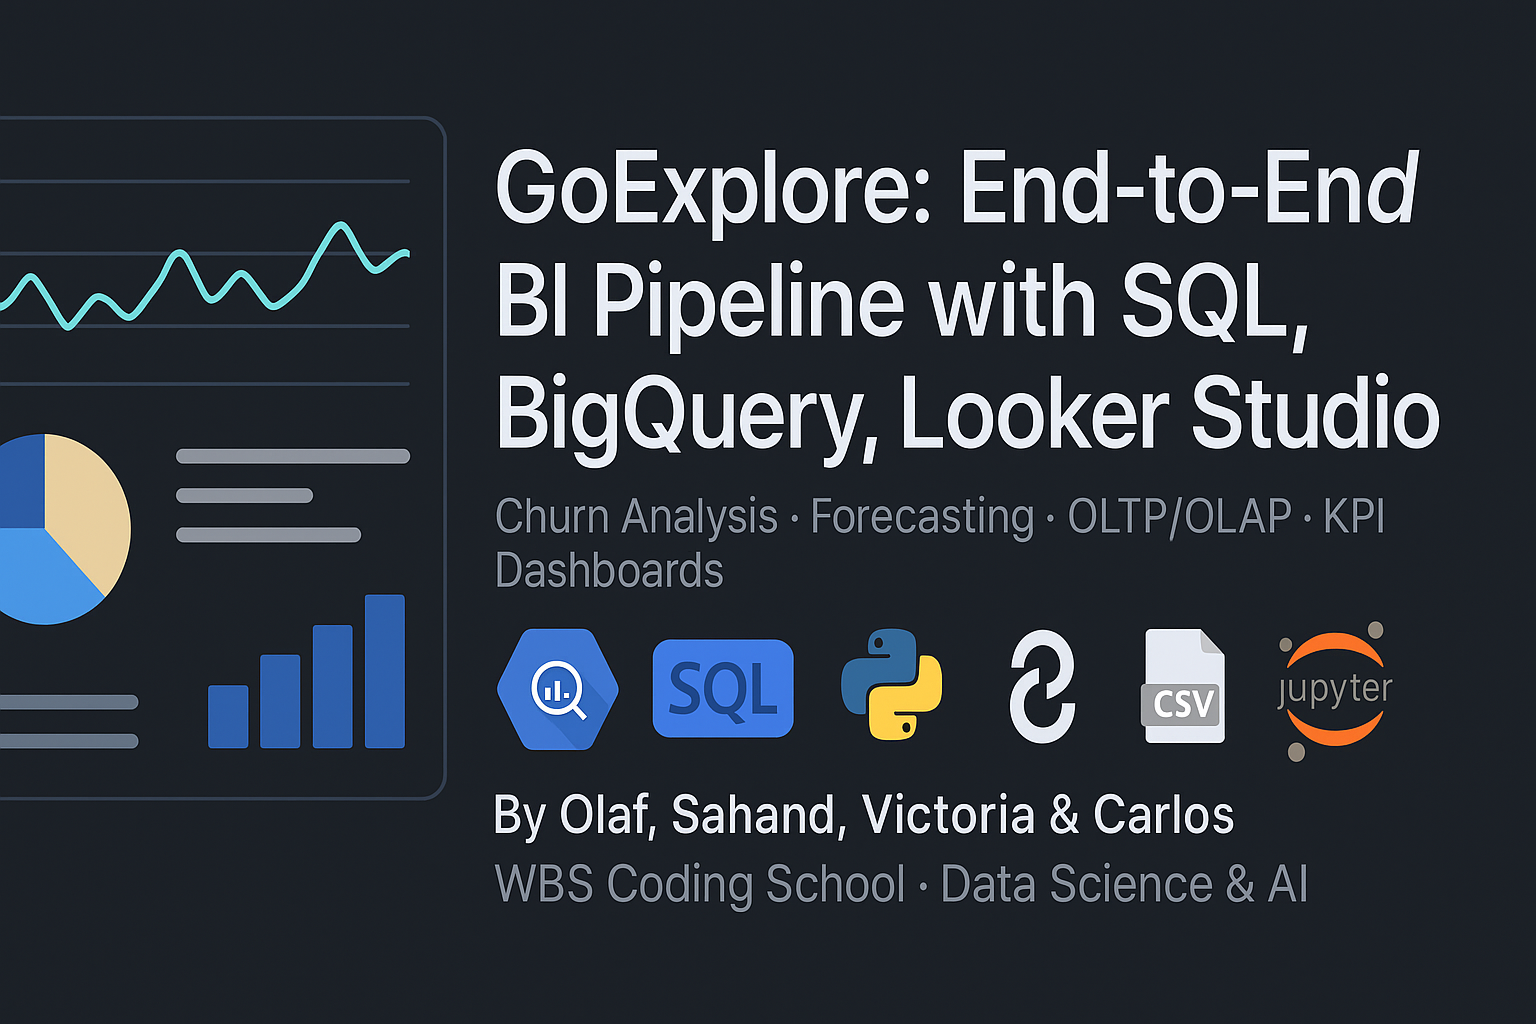 GoExplore: End-to-End
BI Pipeline with SQL,
BigQuery, Looker Studio
Churn Analysis · Forecasting · OLTP/OLAP · KPI
Dashboards
SQL
CSV
jupyter
By Olaf, Sahand, Victoria & Carlos
WBS Coding School · Data Science & AI